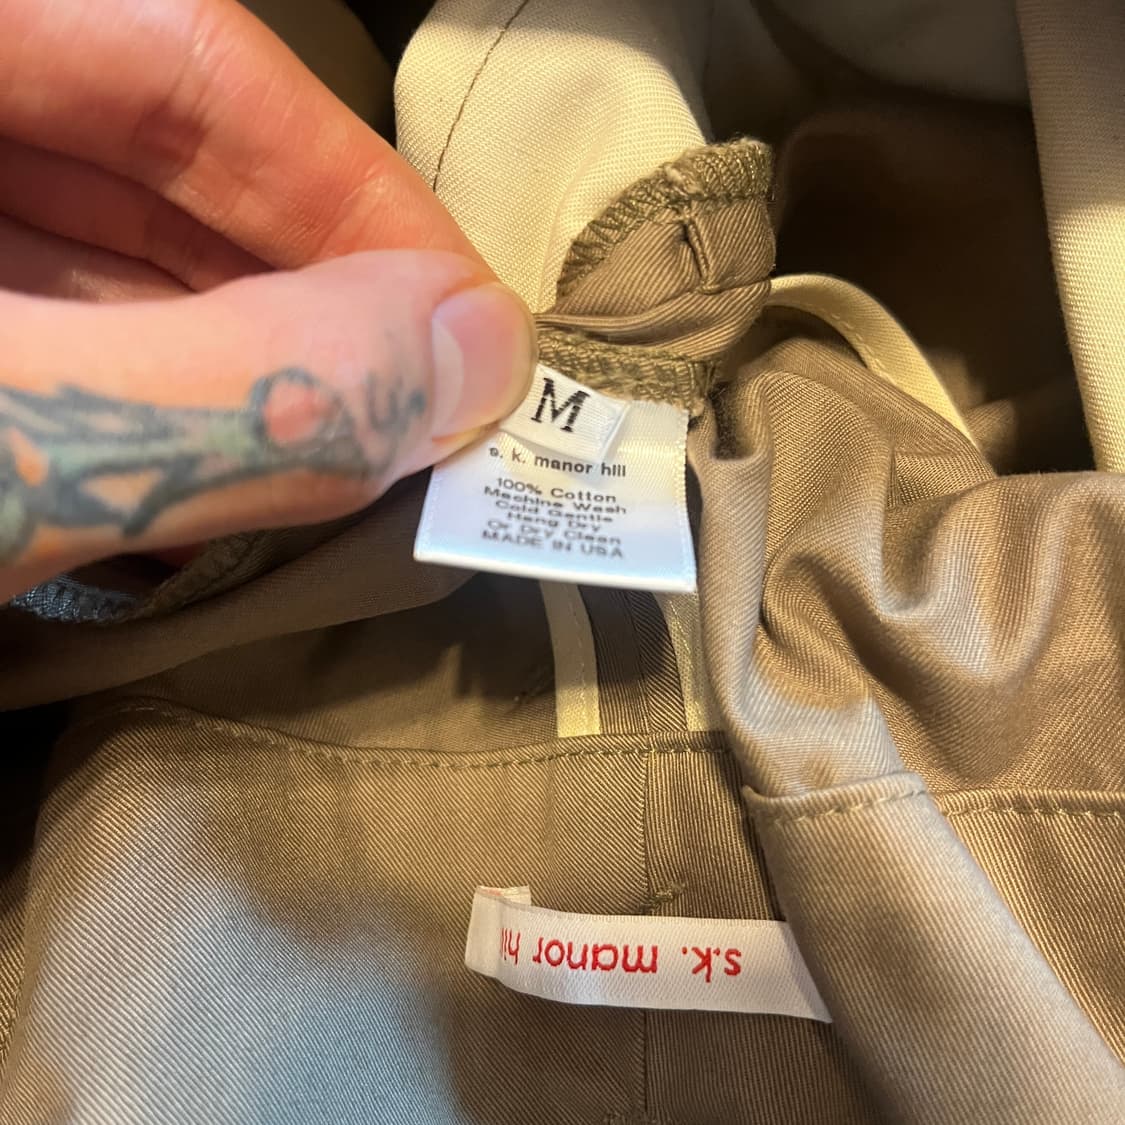 M
s. k. manor hill
100% Cotton
Machine Wash
Cold Gentle
Hang Dry
Or Dry Clean
MADE IN USA
s.k. manor hill